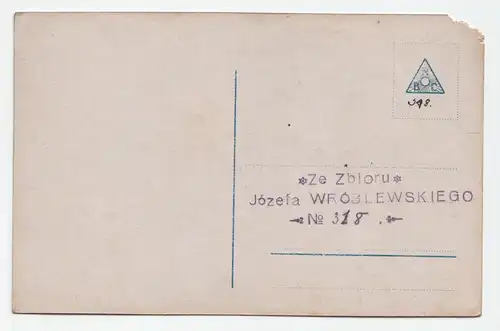 B C
318.
*Ze Zbioru*
Józefa WRÓBLEWSKIEGO
№ 318.